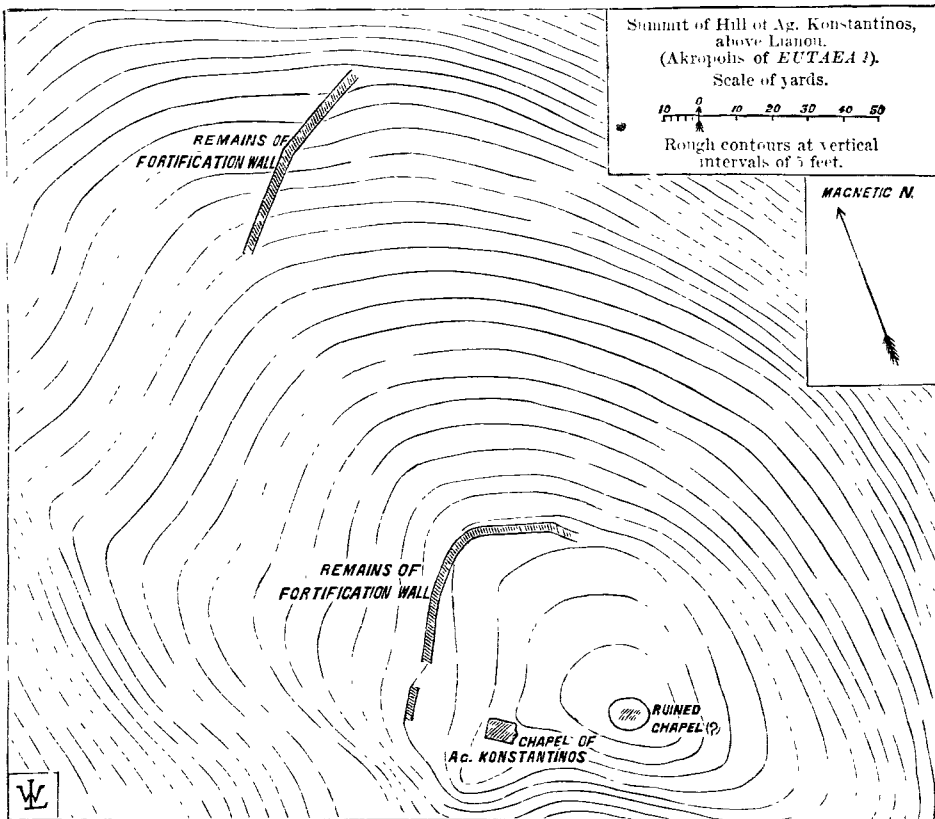 Summit of Hill of Ag. Konstantinos,
above Lianou.
(Akropolis of EUTAEA ?).
Scale of yards.
10 0 10 20 30 40 50
Rough contours at vertical
intervals of 5 feet.
MAGNETIC N.
REMAINS OF
FORTIFICATION WALL
REMAINS OF
FORTIFICATION WALL
RUINED
CHAPEL (?)
CHAPEL OF
AG. KONSTANTINOS